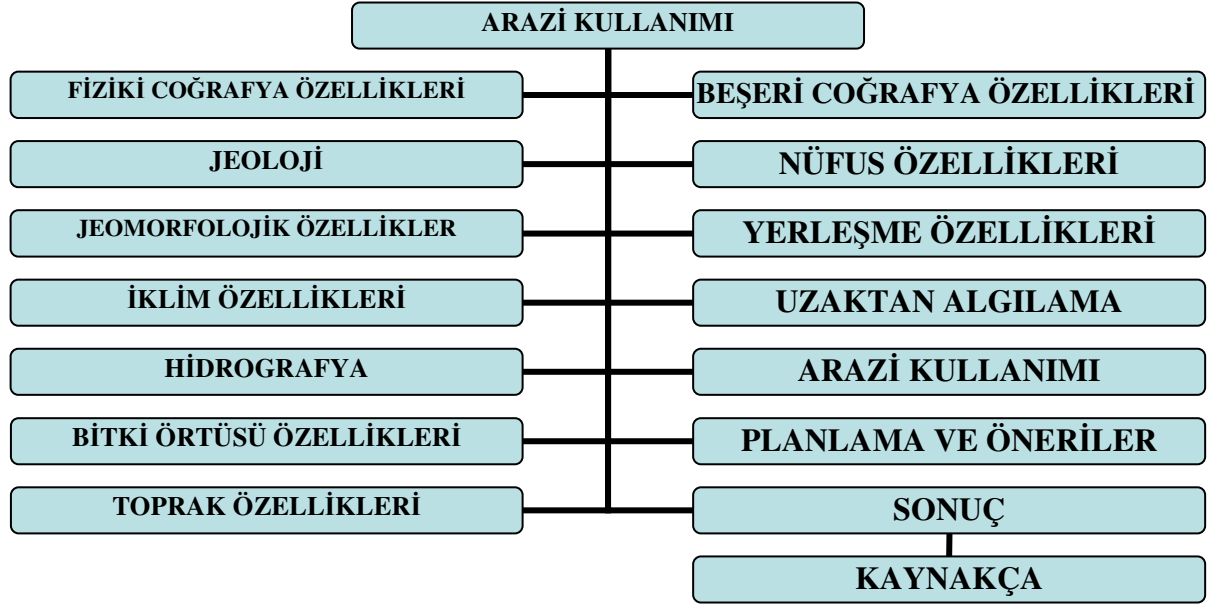 ARAZİ KULLANIMI
FİZİKİ COĞRAFYA ÖZELLİKLERİ
JEOLOJİ
JEOMORFOLOJİK ÖZELLİKLER
İKLİM ÖZELLİKLERİ
HİDROGRAFYA
BİTKİ ÖRTÜSÜ ÖZELLİKLERİ
TOPRAK ÖZELLİKLERİ
BEŞERİ COĞRAFYA ÖZELLİKLERİ
NÜFUS ÖZELLİKLERİ
YERLEŞME ÖZELLİKLERİ
UZAKTAN ALGILAMA
ARAZİ KULLANIMI
PLANLAMA VE ÖNERİLER
SONUÇ
KAYNAKÇA